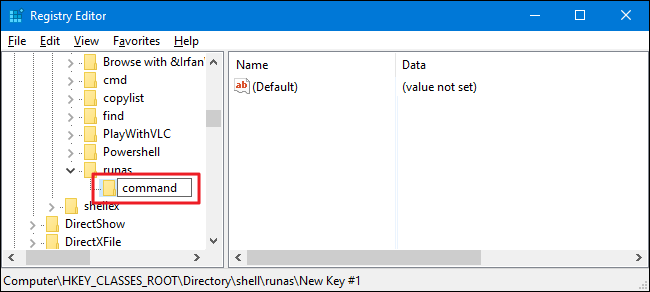 Registry Editor
File Edit View Favorites Help
Browse with &IrfanV
cmd
copylist
find
PlayWithVLC
Powershell
runas
command
shellex
DirectShow
DirectXFile
Name Data
ab (Default) (value not set)
Computer\HKEY_CLASSES_ROOT\Directory\shell\runas\New Key #1